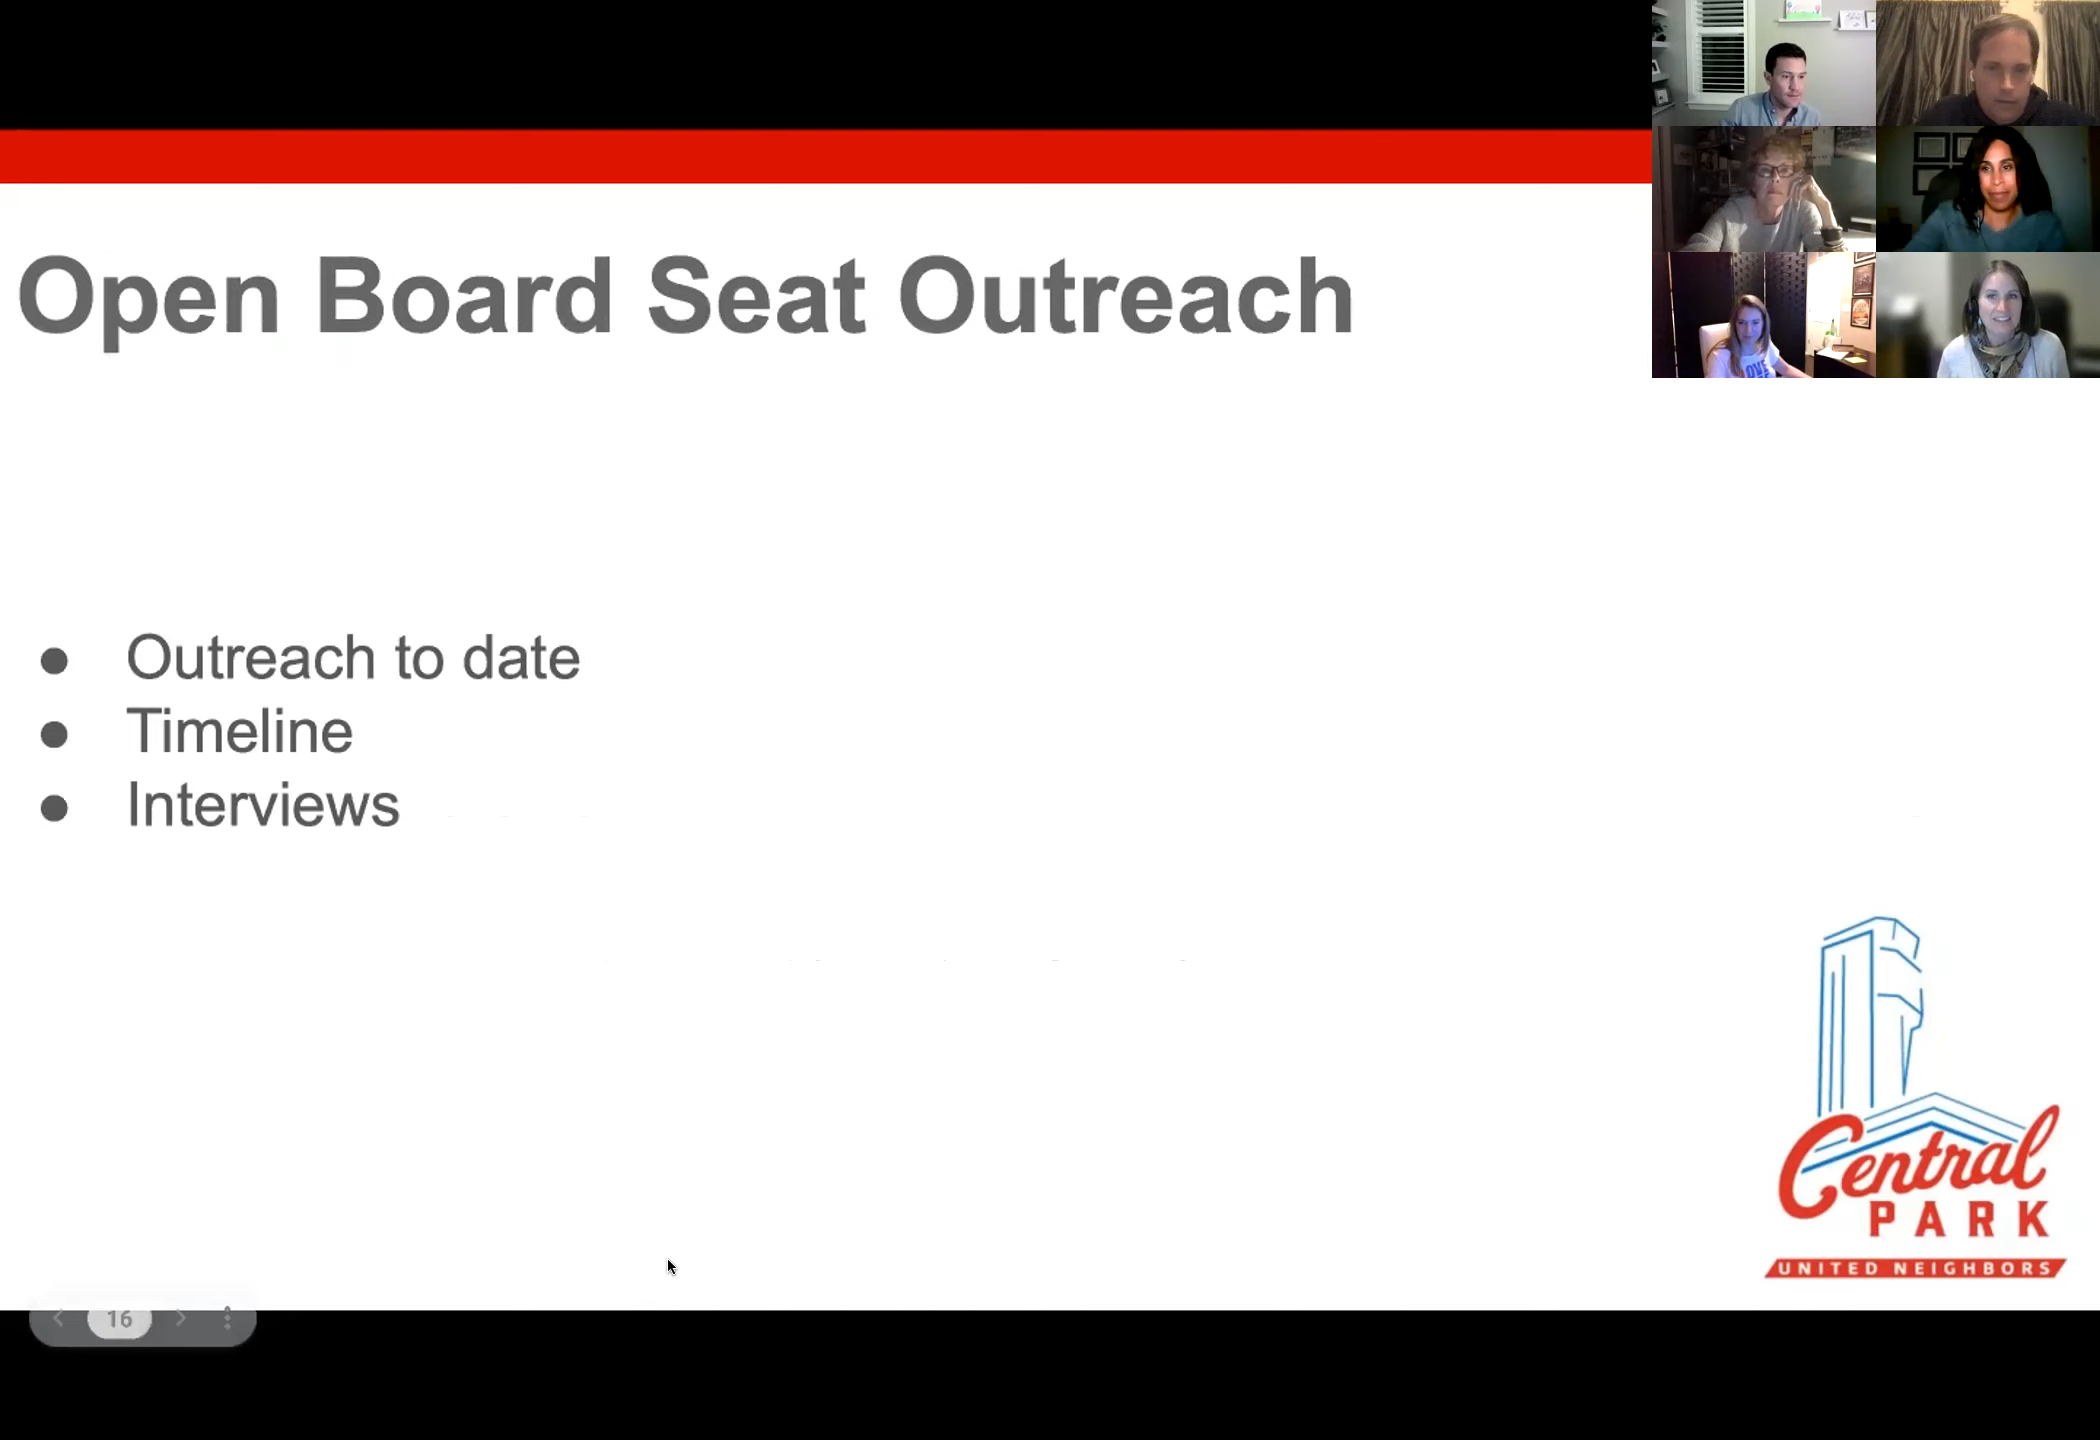 Open Board Seat Outreach
● Outreach to date
● Timeline
● Interviews
Central
PARK
UNITED NEIGHBORS
16